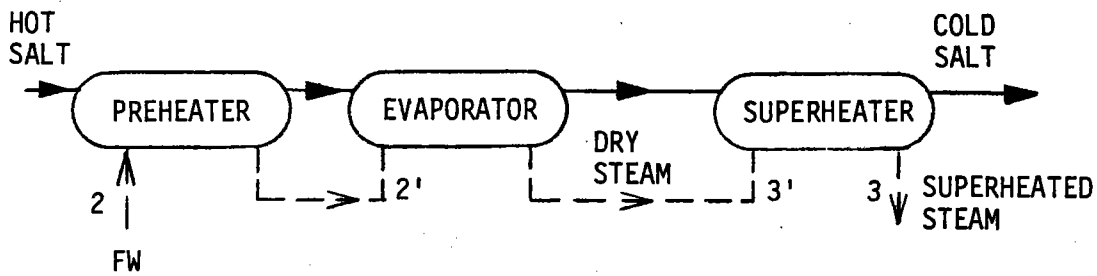 HOT
SALT
COLD
SALT
PREHEATER
EVAPORATOR
SUPERHEATER
DRY
STEAM
2
2'
3'
3
SUPERHEATED
STEAM
FW